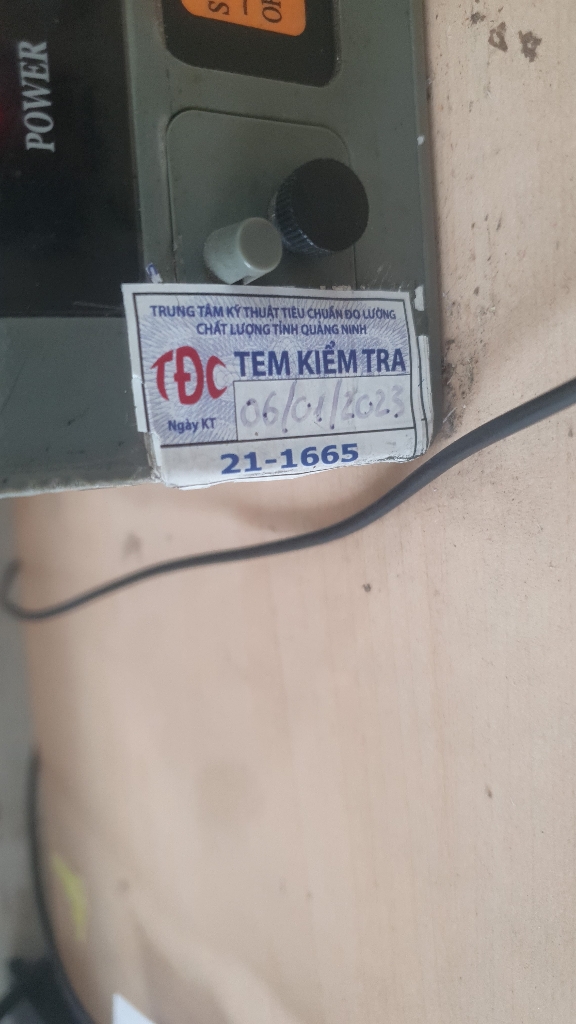 POWER
TRUNG TÂM KỸ THUẬT TIÊU CHUẨN ĐO LƯỜNG
CHẤT LƯỢNG TỈNH QUẢNG NINH
TĐC TEM KIỂM TRA
Ngày KT 06/01/2023
21-1665